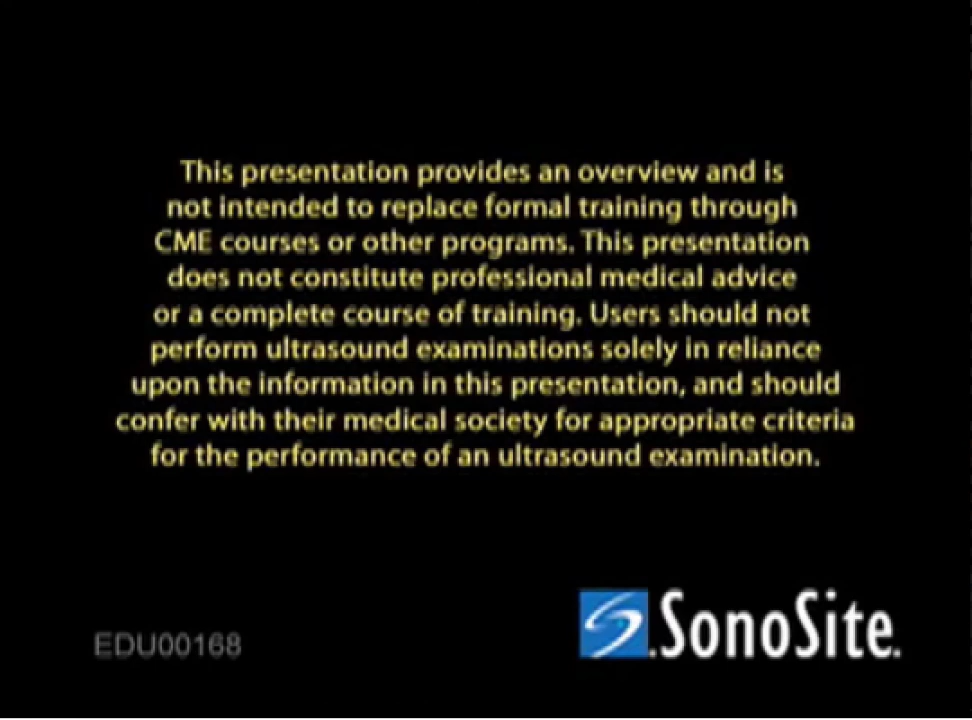 This presentation provides an overview and is
not intended to replace formal training through
CME courses or other programs. This presentation
does not constitute professional medical advice
or a complete course of training. Users should not
perform ultrasound examinations solely in reliance
upon the information in this presentation, and should
confer with their medical society for appropriate criteria
for the performance of an ultrasound examination.
EDU00168
SonoSite.